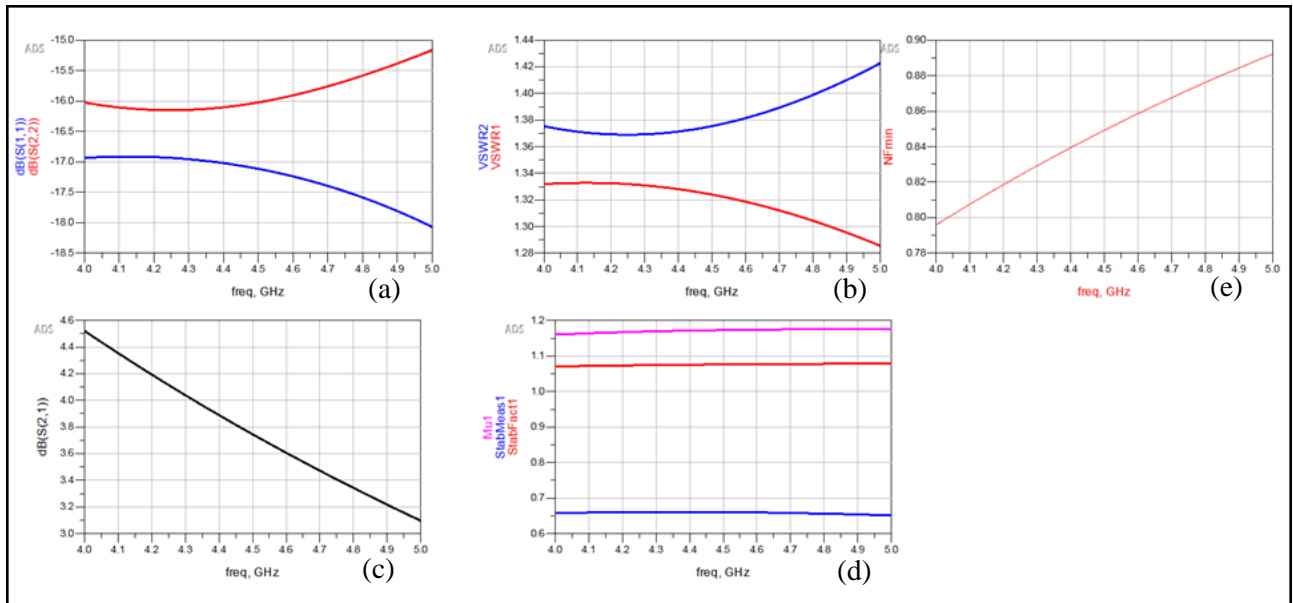 ADS
-15.0
-15.5
-16.0
-16.5
-17.0
-17.5
-18.0
-18.5
dB(S(1,1))
dB(S(2,2))
4.0 4.1 4.2 4.3 4.4 4.5 4.6 4.7 4.8 4.9 5.0
freq, GHz
(a)
ADS
1.44
1.42
1.40
1.38
1.36
1.34
1.32
1.30
1.28
VSWR2
VSWR1
4.0 4.1 4.2 4.3 4.4 4.5 4.6 4.7 4.8 4.9 5.0
freq, GHz
(b)
ADS
0.90
0.88
0.86
0.84
0.82
0.80
0.78
NFmin
4.0 4.1 4.2 4.3 4.4 4.5 4.6 4.7 4.8 4.9 5.0
freq, GHz
(e)
ADS
4.6
4.4
4.2
4.0
3.8
3.6
3.4
3.2
3.0
dB(S(2,1))
4.0 4.1 4.2 4.3 4.4 4.5 4.6 4.7 4.8 4.9 5.0
freq, GHz
(c)
ADS
1.2
1.1
1.0
0.9
0.8
0.7
0.6
Mu1
StabMeas1
StabFact1
4.0 4.1 4.2 4.3 4.4 4.5 4.6 4.7 4.8 4.9 5.0
freq, GHz
(d)